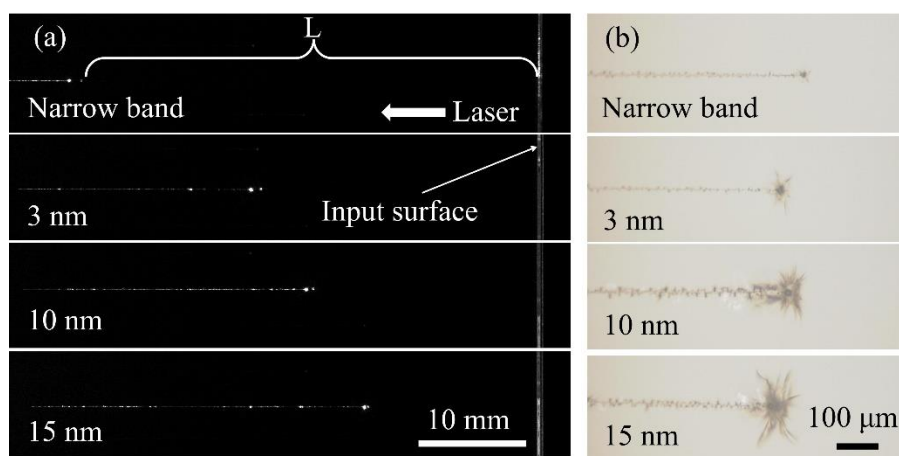 (a)
L
Narrow band
Laser
3 nm
Input surface
10 nm
15 nm
10 mm
(b)
Narrow band
3 nm
10 nm
15 nm
100 μm